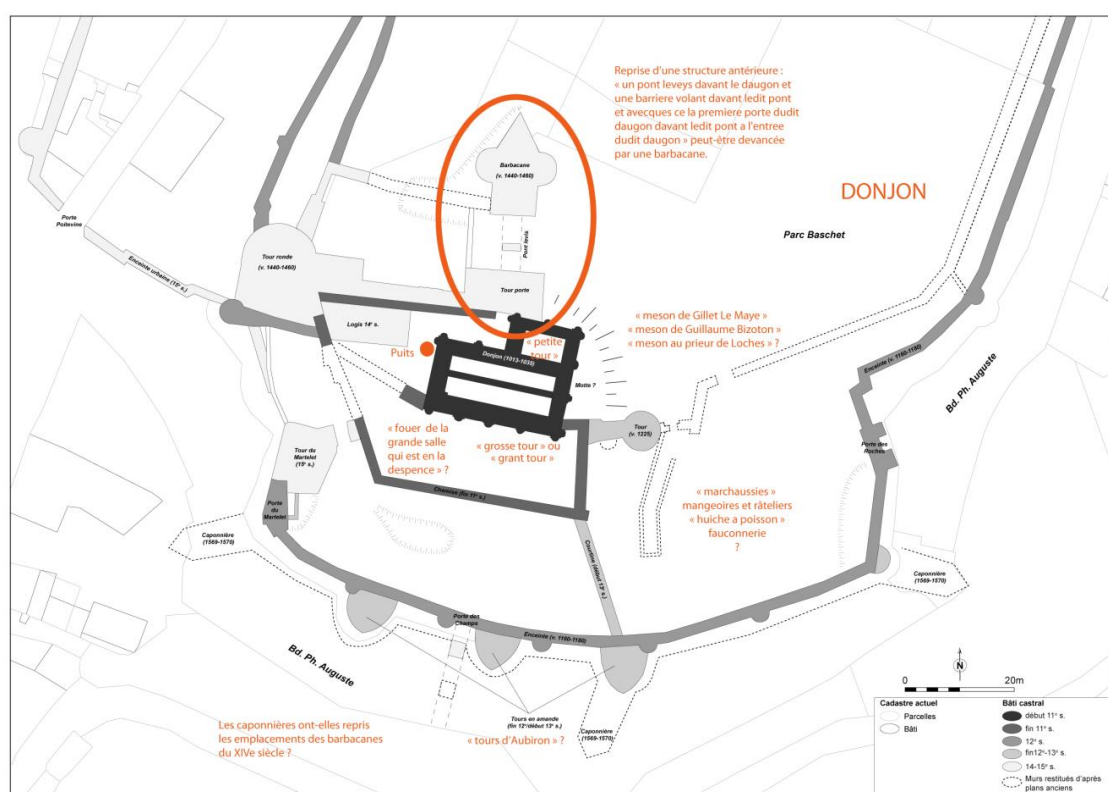 Reprise d'une structure antérieure :
« un pont leveys davant le daugon et
une barriere volant davant ledit pont
et avecques ce la premiere porte dudit
daugon davant ledit pont a l'entree
dudit daugon » peut-être devancée
par une barbacane.
DONJON
Parc Baschet
Barbacane
(v. 1440-1460)
Pont levis
Tour porte
Porte
Poitevine
Enceinte urbaine (15e s.)
Tour ronde
(v. 1440-1460)
Logis 14e s.
Puits
« petite
tour »
Donjon (1013-1035)
Motte ?
« meson de Gillet Le Maye »
« meson de Guillaume Bizoton »
« meson au prieur de Loches » ?
Enceinte (v. 1160-1180)
Bd. Ph. Auguste
Porte des
Roches
« fouer de la
grande salle
qui est en la
despence » ?
« grosse tour » ou
« grant tour »
Tour
(v. 1225)
Tour du
Martelet
(15e s.)
Porte
du
Martelet
Chemise (fin 11e s.)
« marchaussies »
mangeoires et râteliers
« huiche a poisson »
fauconnerie
?
Caponnière
(1569-1570)
Courtine (début 13e s.)
Caponnière
(1569-1570)
Porte des
Champs
Enceinte (v. 1160-1180)
Bd. Ph. Auguste
Tours en amande
(fin 12e/début 13e s.)
« tours d'Aubiron » ?
Caponnière
(1569-1570)
Les caponnières ont-elles repris
les emplacements des barbacanes
du XIVe siècle ?
N
0 20m
Cadastre actuel
Parcelles
Bâti
Bâti castral
début 11e s.
fin 11e s.
12e s.
fin12e-13e s.
14-15e s.
Murs restitués d'après
plans anciens